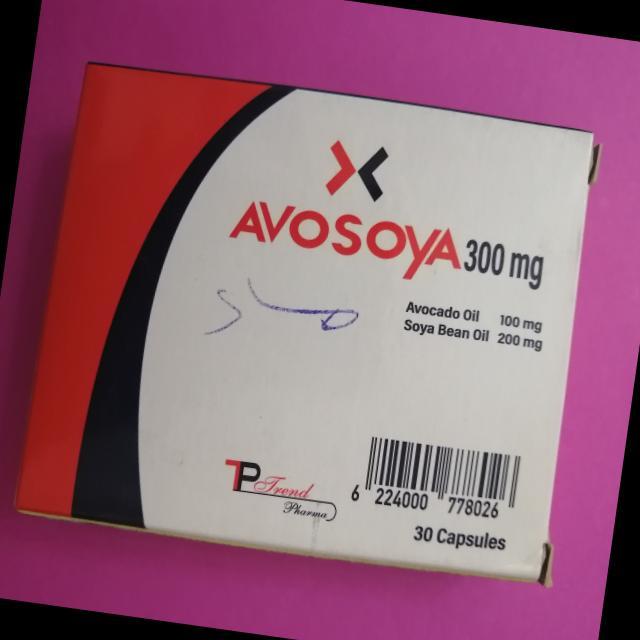 AVOSOYA 300 mg
Avocado Oil 100 mg
Soya Bean Oil 200 mg
TP Trend
Pharma
6 224000 778026
30 Capsules